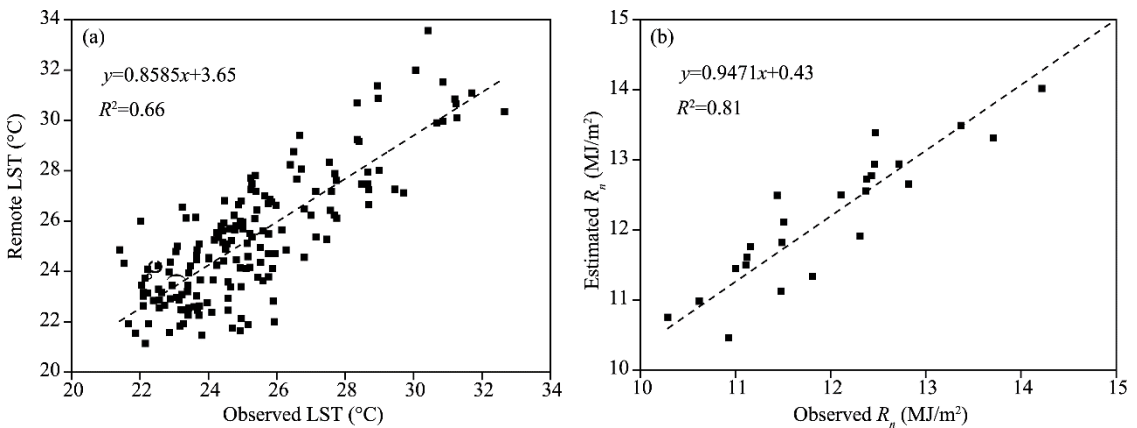 (a)
y=0.8585x+3.65
R²=0.66
34
32
30
28
26
24
22
20
Remote LST (°C)
20
22
24
26
28
30
32
34
Observed LST (°C)
(b)
y=0.9471x+0.43
R²=0.81
15
14
13
12
11
10
Estimated Rₙ (MJ/m²)
10
11
12
13
14
15
Observed Rₙ (MJ/m²)